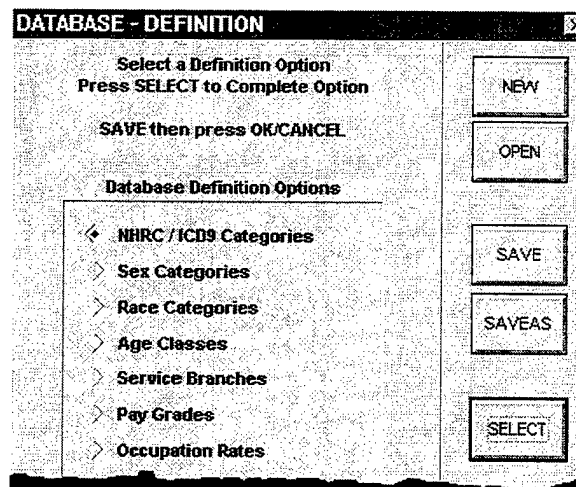 DATABASE - DEFINITION
Select a Definition Option
Press SELECT to Complete Option
SAVE then press OK/CANCEL
Database Definition Options
NHRC / ICD9 Categories
Sex Categories
Race Categories
Age Classes
Service Branches
Pay Grades
Occupation Rates
NEW
OPEN
SAVE
SAVEAS
SELECT